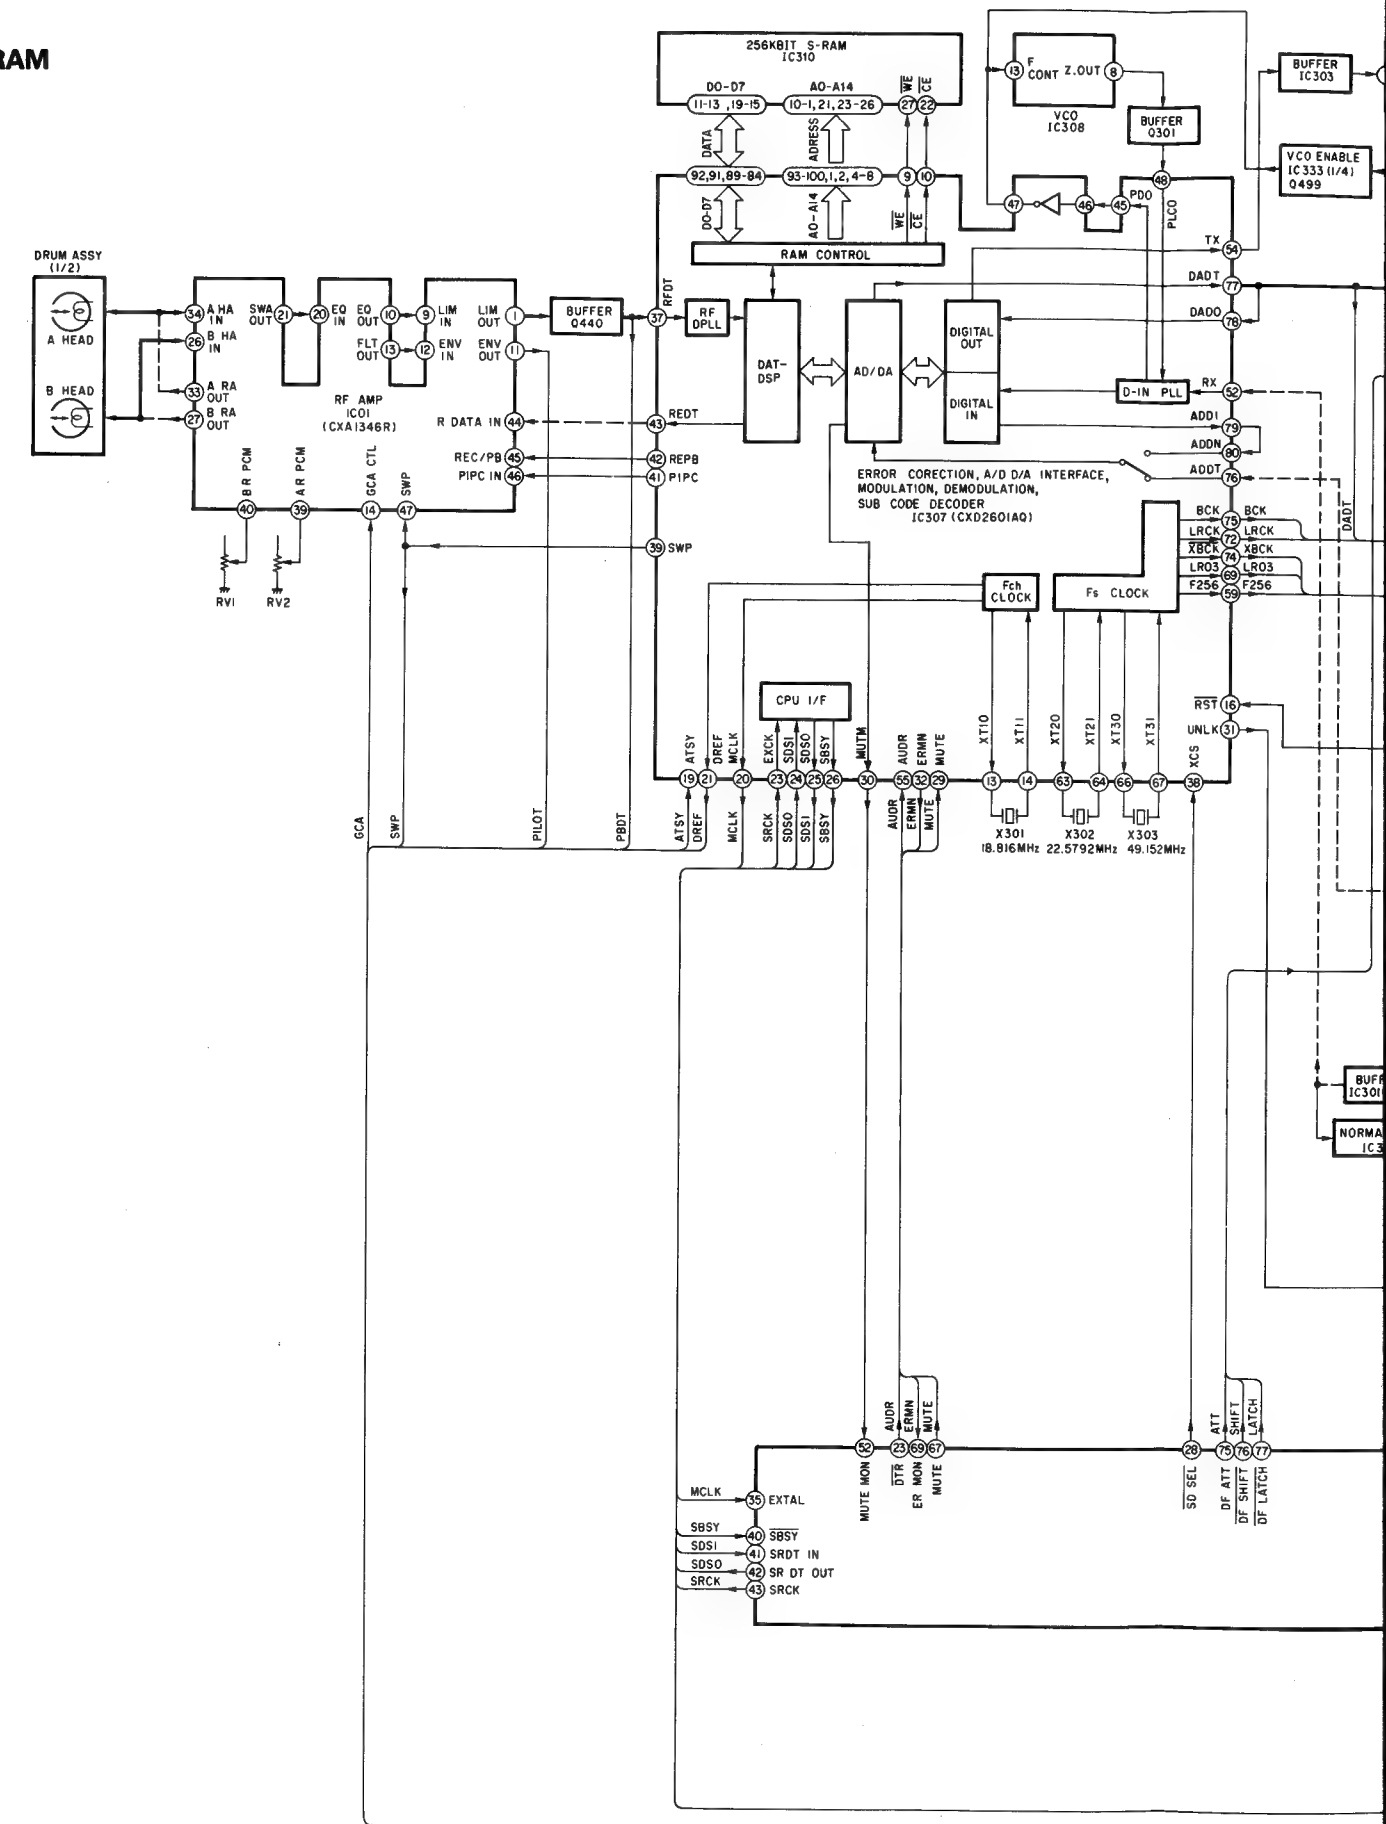 RAM
256KBIT S-RAM
IC310
DO-D7
AO-A14
WE
CE
11-13 ,19-15
10-1, 21, 23-26
27
22
DATA
ADRESS
92,91,89-84
93-100,1,2,4-8
9
10
DO-D7
AO-A14
WE
CE
RAM CONTROL
13
F
CONT
Z.OUT
8
VCO
IC308
BUFFER
Q301
BUFFER
IC303
VCO ENABLE
IC333 (1/4)
Q499
48
47
46
45
PDO
PLCO
TX
54
DADT
77
DADO
78
RX
52
ADDI
79
ADDN
80
ADDT
76
DRUM ASSY
(1/2)
A HEAD
B HEAD
34
A HA
IN
26
B HA
IN
33
A RA
OUT
27
B RA
OUT
SWA
OUT
21
20
EQ
IN
EQ
OUT
10
9
LIM
IN
FLT
OUT
13
12
ENV
IN
LIM
OUT
1
ENV
OUT
11
RF AMP
IC01
(CXA1346R)
R DATA IN
44
REC/PB
45
PIPC IN
46
B R PCM
A R PCM
GCA CTL
SWP
40
39
14
47
RV1
RV2
BUFFER
Q440
RFDT
37
RF
DPLL
DAT-
DSP
AD/DA
DIGITAL
OUT
DIGITAL
IN
D-IN PLL
43
REDT
42
REPB
41
PIPC
39
SWP
ERROR CORECTION, A/D D/A INTERFACE,
MODULATION, DEMODULATION,
SUB CODE DECODER
IC307 (CXD2601AQ)
BCK
75
BCK
LRCK
72
LRCK
XBCK
74
XBCK
LRO3
69
LRO3
F256
59
F256
DADT
Fch
CLOCK
Fs CLOCK
CPU I/F
RST
16
UNLK
31
ATSY
DREF
MCLK
EXCK
SDSI
SDSO
SBSY
MUTM
AUDR
ERMN
MUTE
XT10
XT11
XT20
XT21
XT30
XT31
XCS
19
21
20
23
24
25
26
30
55
32
29
13
14
63
64
66
67
38
GCA
SWP
PILOT
PBDT
ATSY
DREF
MCLK
SRCK
SDSO
SDSI
SBSY
AUDR
ERMN
MUTE
X301
18.816MHz
X302
22.5792MHz
X303
49.152MHz
BUFF
IC301
NORMA
IC3
AUDR
ERMN
MUTE
ATT
SHIFT
LATCH
52
23
69
67
28
75
76
77
MUTE MON
DTR
ER MON
MUTE
SD SEL
DF ATT
DF SHIFT
DF LATCH
MCLK
35
EXTAL
SBSY
40
SBSY
SDSI
41
SRDT IN
SDSO
42
SR DT OUT
SRCK
43
SRCK